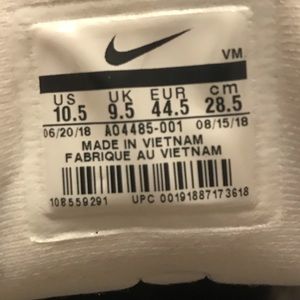 VM
US UK EUR cm
10.5 9.5 44.5 28.5
06/20/18 AO4485-001 08/15/18
MADE IN VIETNAM
FABRIQUE AU VIETNAM
108559291 UPC 00191887173618